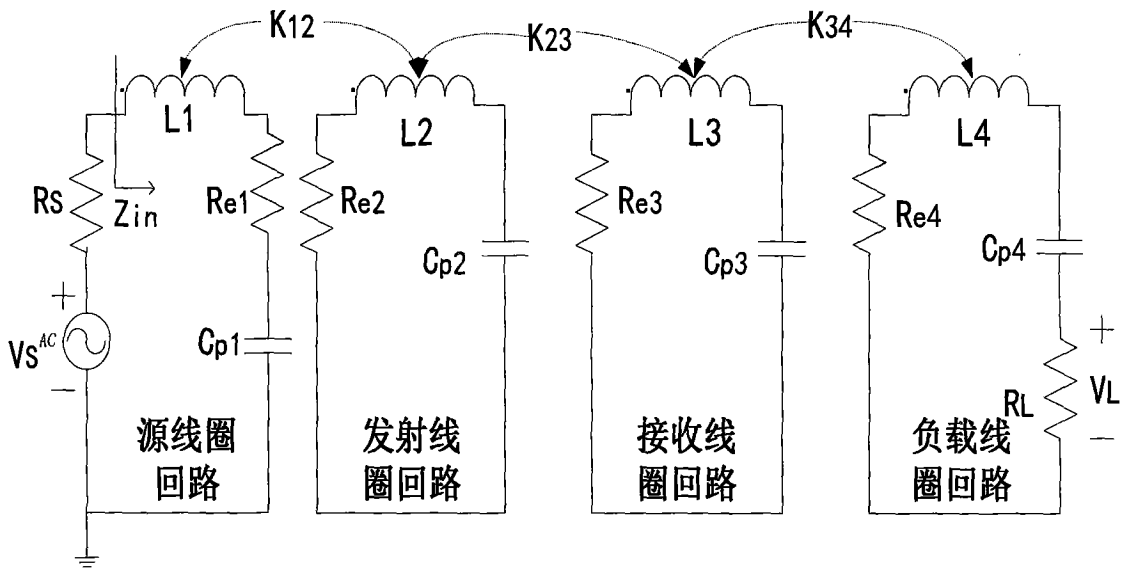 K12
K23
K34
L1
L2
L3
L4
Rs
Zin
Re1
Re2
Re3
Re4
Cp1
Cp2
Cp3
Cp4
+
Vs AC
−
+
RL
VL
−
源线圈
回路
发射线
圈回路
接收线
圈回路
负载线
圈回路